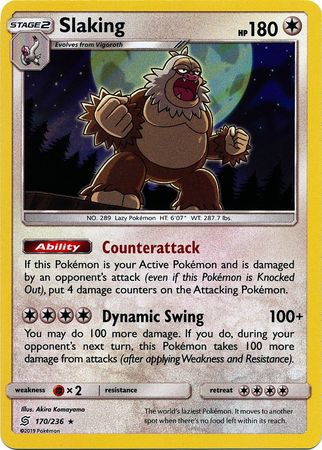 STAGE 2 Slaking HP 180
Evolves from Vigoroth
NO. 289 Lazy Pokémon HT: 6'07" WT: 287.7 lbs.
Ability Counterattack
If this Pokémon is your Active Pokémon and is damaged
by an opponent's attack (even if this Pokémon is Knocked
Out), put 4 damage counters on the Attacking Pokémon.
Dynamic Swing 100+
You may do 100 more damage. If you do, during your
opponent's next turn, this Pokémon takes 100 more
damage from attacks (after applying Weakness and Resistance).
weakness × 2 resistance retreat
Illus. Akira Komayama
170/236
©2019 Pokémon
The world's laziest Pokémon. It moves to another
spot when there's no food left within its reach.